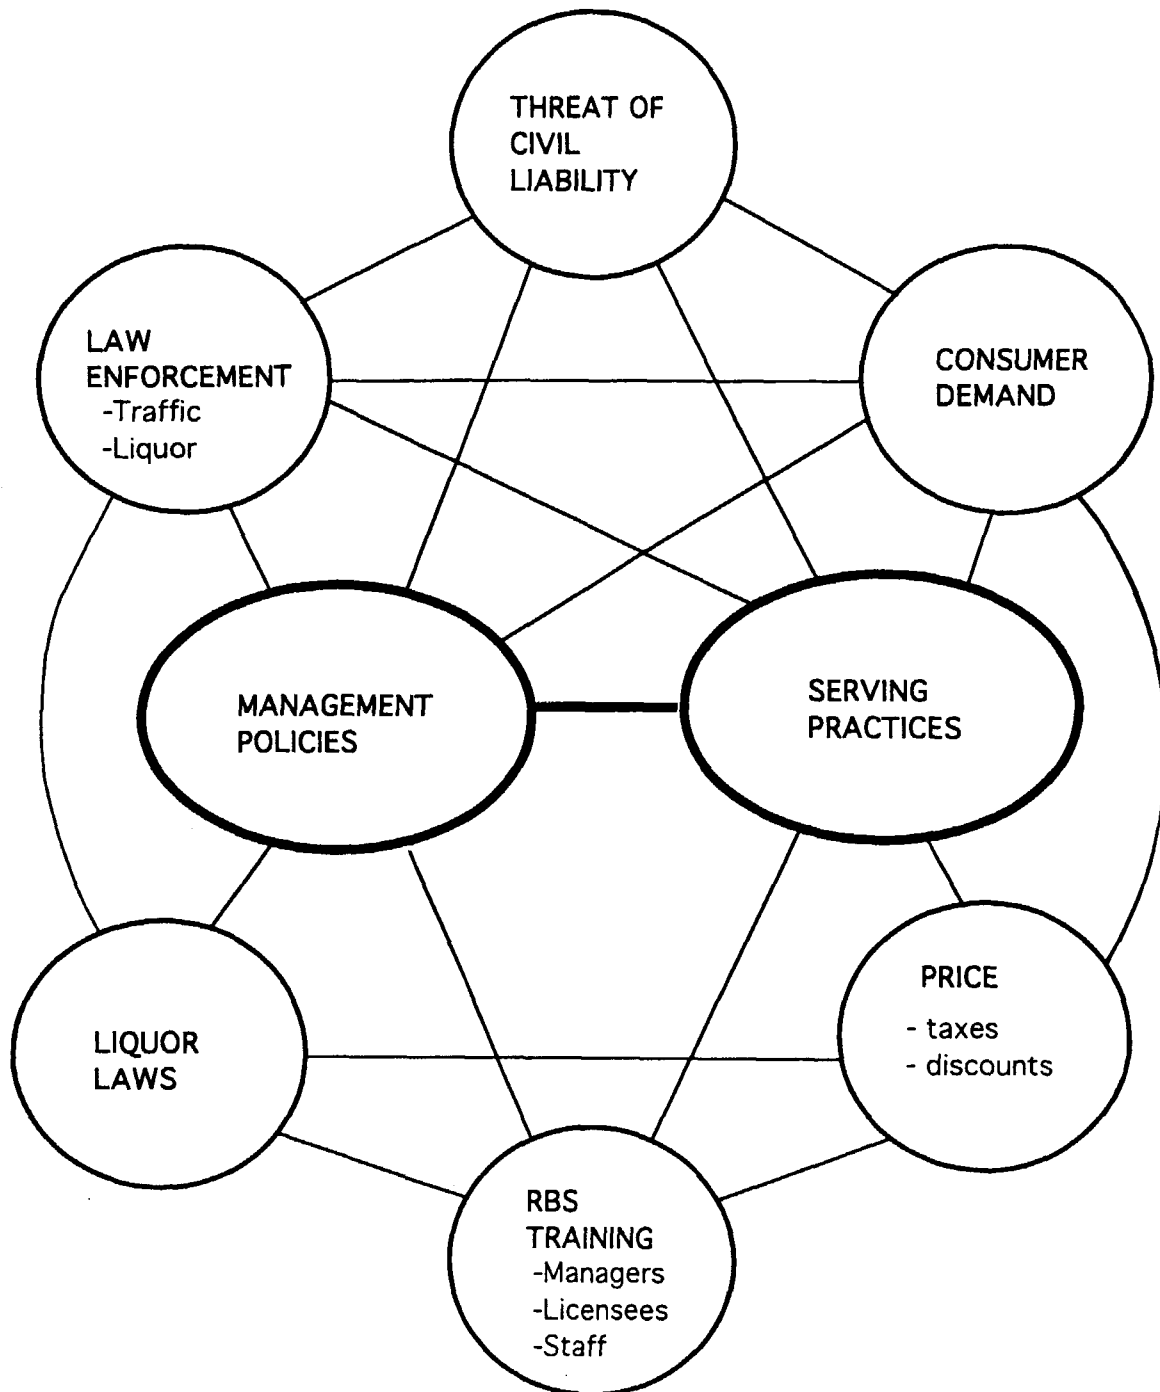 THREAT OF
CIVIL
LIABILITY
LAW
ENFORCEMENT
-Traffic
-Liquor
CONSUMER
DEMAND
MANAGEMENT
POLICIES
SERVING
PRACTICES
LIQUOR
LAWS
PRICE
- taxes
- discounts
RBS
TRAINING
-Managers
-Licensees
-Staff